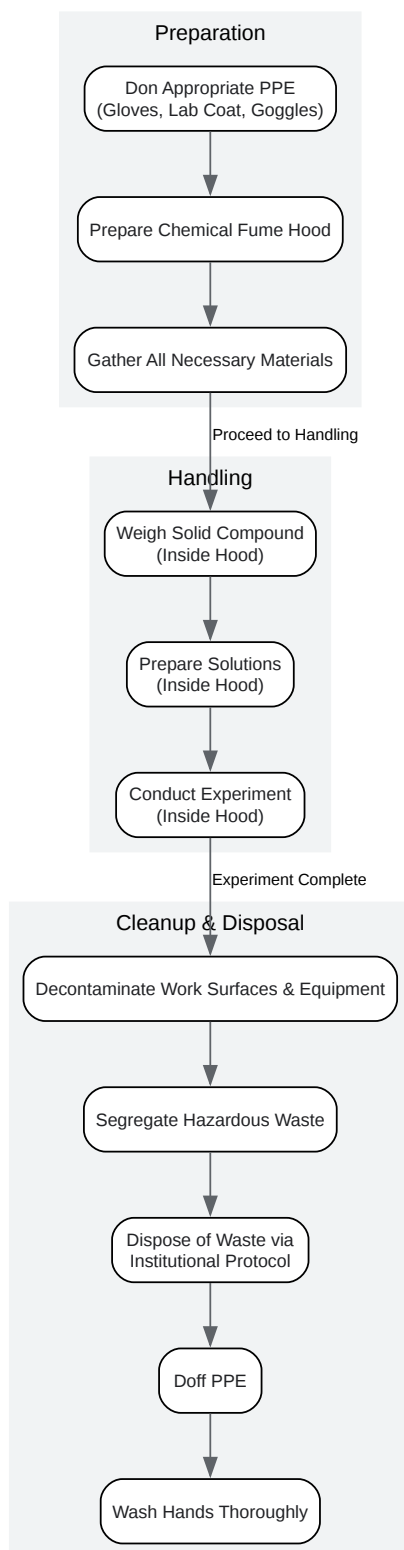 Preparation
Don Appropriate PPE
(Gloves, Lab Coat, Goggles)
Prepare Chemical Fume Hood
Gather All Necessary Materials
Proceed to Handling
Handling
Weigh Solid Compound
(Inside Hood)
Prepare Solutions
(Inside Hood)
Conduct Experiment
(Inside Hood)
Experiment Complete
Cleanup & Disposal
Decontaminate Work Surfaces & Equipment
Segregate Hazardous Waste
Dispose of Waste via
Institutional Protocol
Doff PPE
Wash Hands Thoroughly